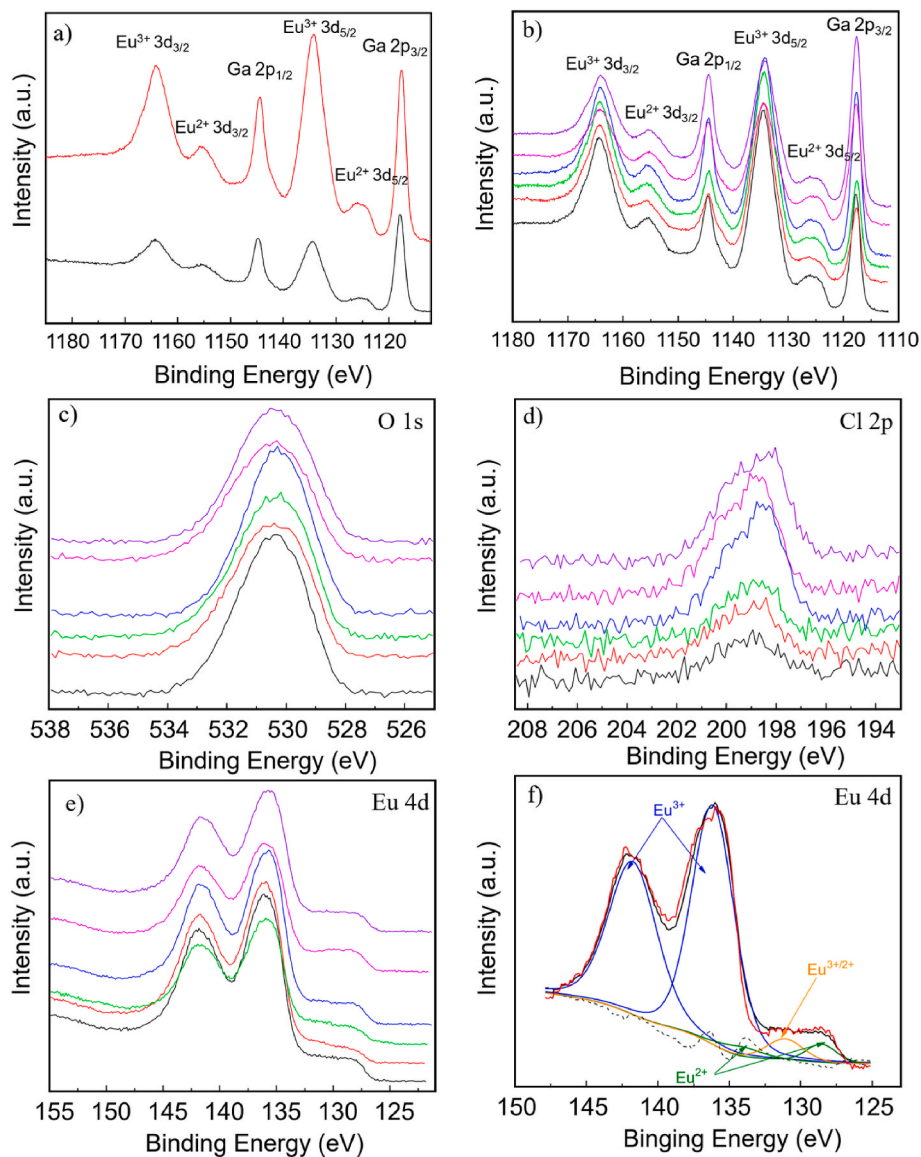 a)
Eu³⁺ 3d₃/₂
Eu²⁺ 3d₃/₂
Ga 2p₁/₂
Eu³⁺ 3d₅/₂
Eu²⁺ 3d₅/₂
Ga 2p₃/₂
Intensity (a.u.)
1180 1170 1160 1150 1140 1130 1120
Binding Energy (eV)
b)
Eu³⁺ 3d₃/₂
Eu²⁺ 3d₃/₂
Ga 2p₁/₂
Eu³⁺ 3d₅/₂
Eu²⁺ 3d₅/₂
Ga 2p₃/₂
Intensity (a.u.)
1180 1170 1160 1150 1140 1130 1120 1110
Binding Energy (eV)
c)
O 1s
Intensity (a.u.)
538 536 534 532 530 528 526
Binding Energy (eV)
d)
Cl 2p
Intensity (a.u.)
208 206 204 202 200 198 196 194
Binding Energy (eV)
e)
Eu 4d
Intensity (a.u.)
155 150 145 140 135 130 125
Binding Energy (eV)
f)
Eu 4d
Eu³⁺
Eu³⁺/²⁺
Eu²⁺
Intensity (a.u.)
150 145 140 135 130 125
Binging Energy (eV)